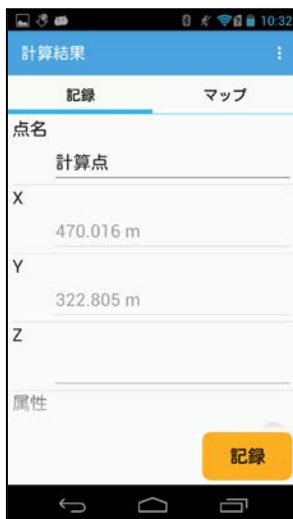 10:32
計算結果
記録 マップ
点名
計算点
X
470.016 m
Y
322.805 m
Z
属性
記録